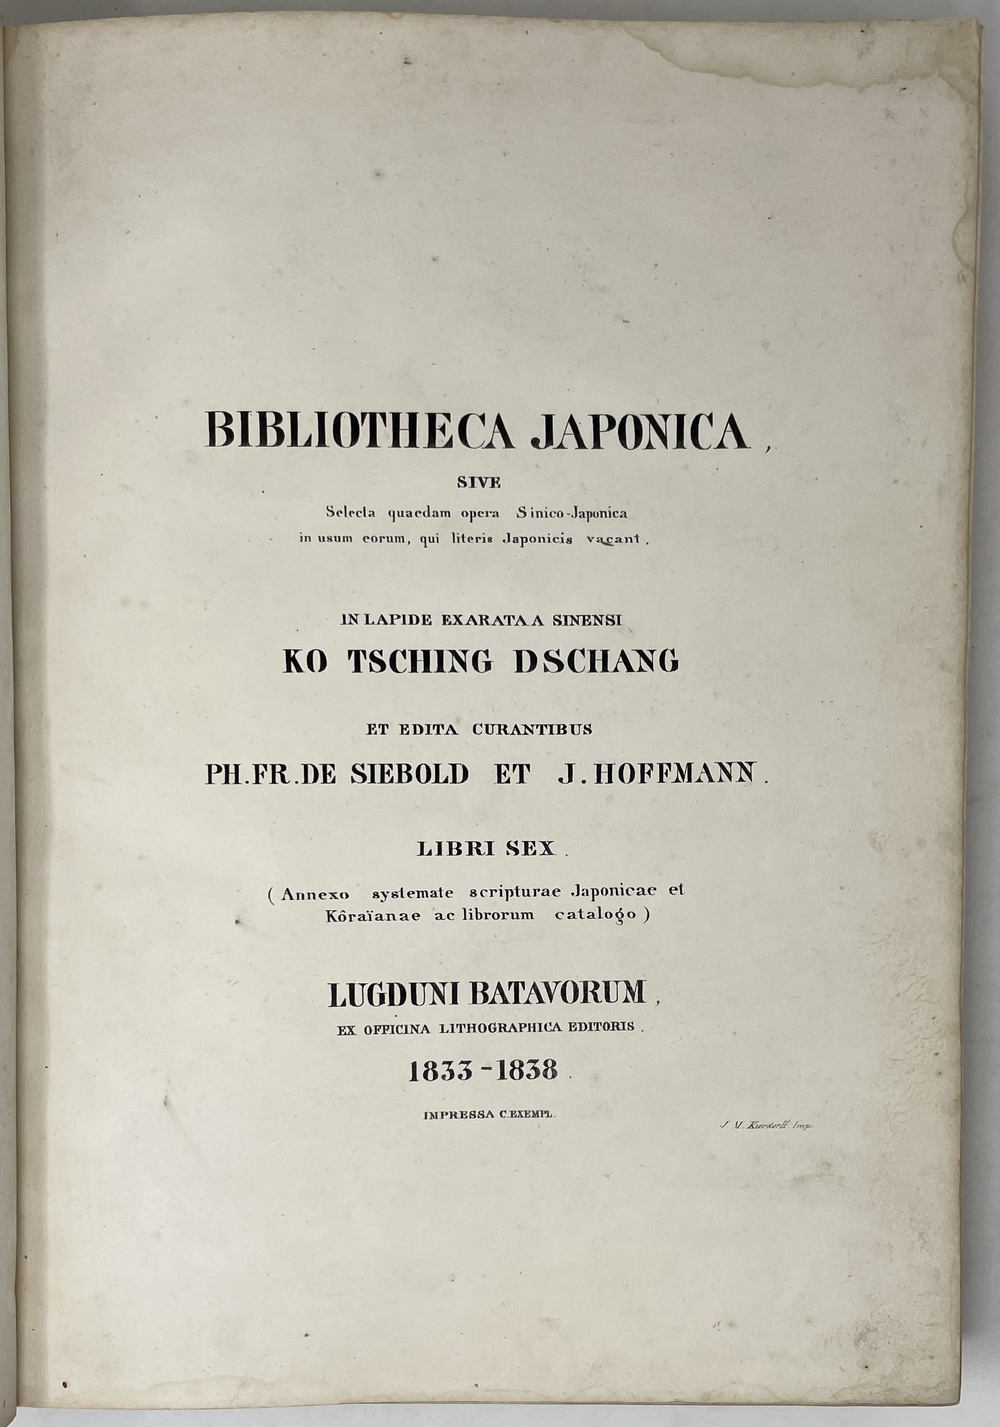 BIBLIOTHECA JAPONICA,
SIVE
Selecta quaedam opera Sinico-Japonica
in usum eorum, qui literis Japonicis vacant.
IN LAPIDE EXARATA A SINENSI
KO TSCHING DSCHANG
ET EDITA CURANTIBUS
PH. FR. DE SIEBOLD ET J. HOFFMANN.
LIBRI SEX.
(Annexo systemate scripturae Japonicae et
Kôraïanae ac librorum catalogo)
LUGDUNI BATAVORUM,
EX OFFICINA LITHOGRAPHICA EDITORIS.
1833-1838.
IMPRESSA C. EXEMPL.
J. M. Kierdorff Imp.